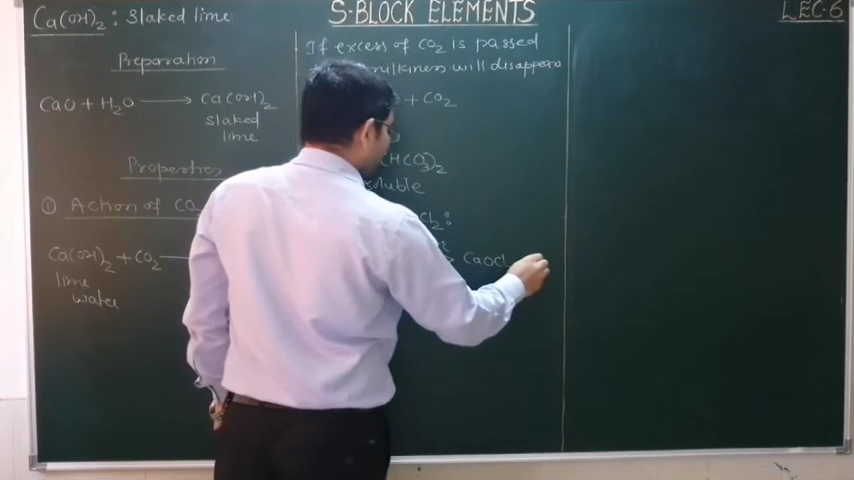 S-BLOCK ELEMENTS
LEC-6
Ca(OH)₂ : Slaked lime
Preparation
CaO + H₂O ⟶ Ca(OH)₂
slaked
lime
Properties
① Action of CO₂
Ca(OH)₂ + CO₂ ⟶
lime
water
If excess of CO₂ is passed
milkiness will disappears
+ CO₂
(HCO₃)₂
soluble
Cl₂ :
CaOCl